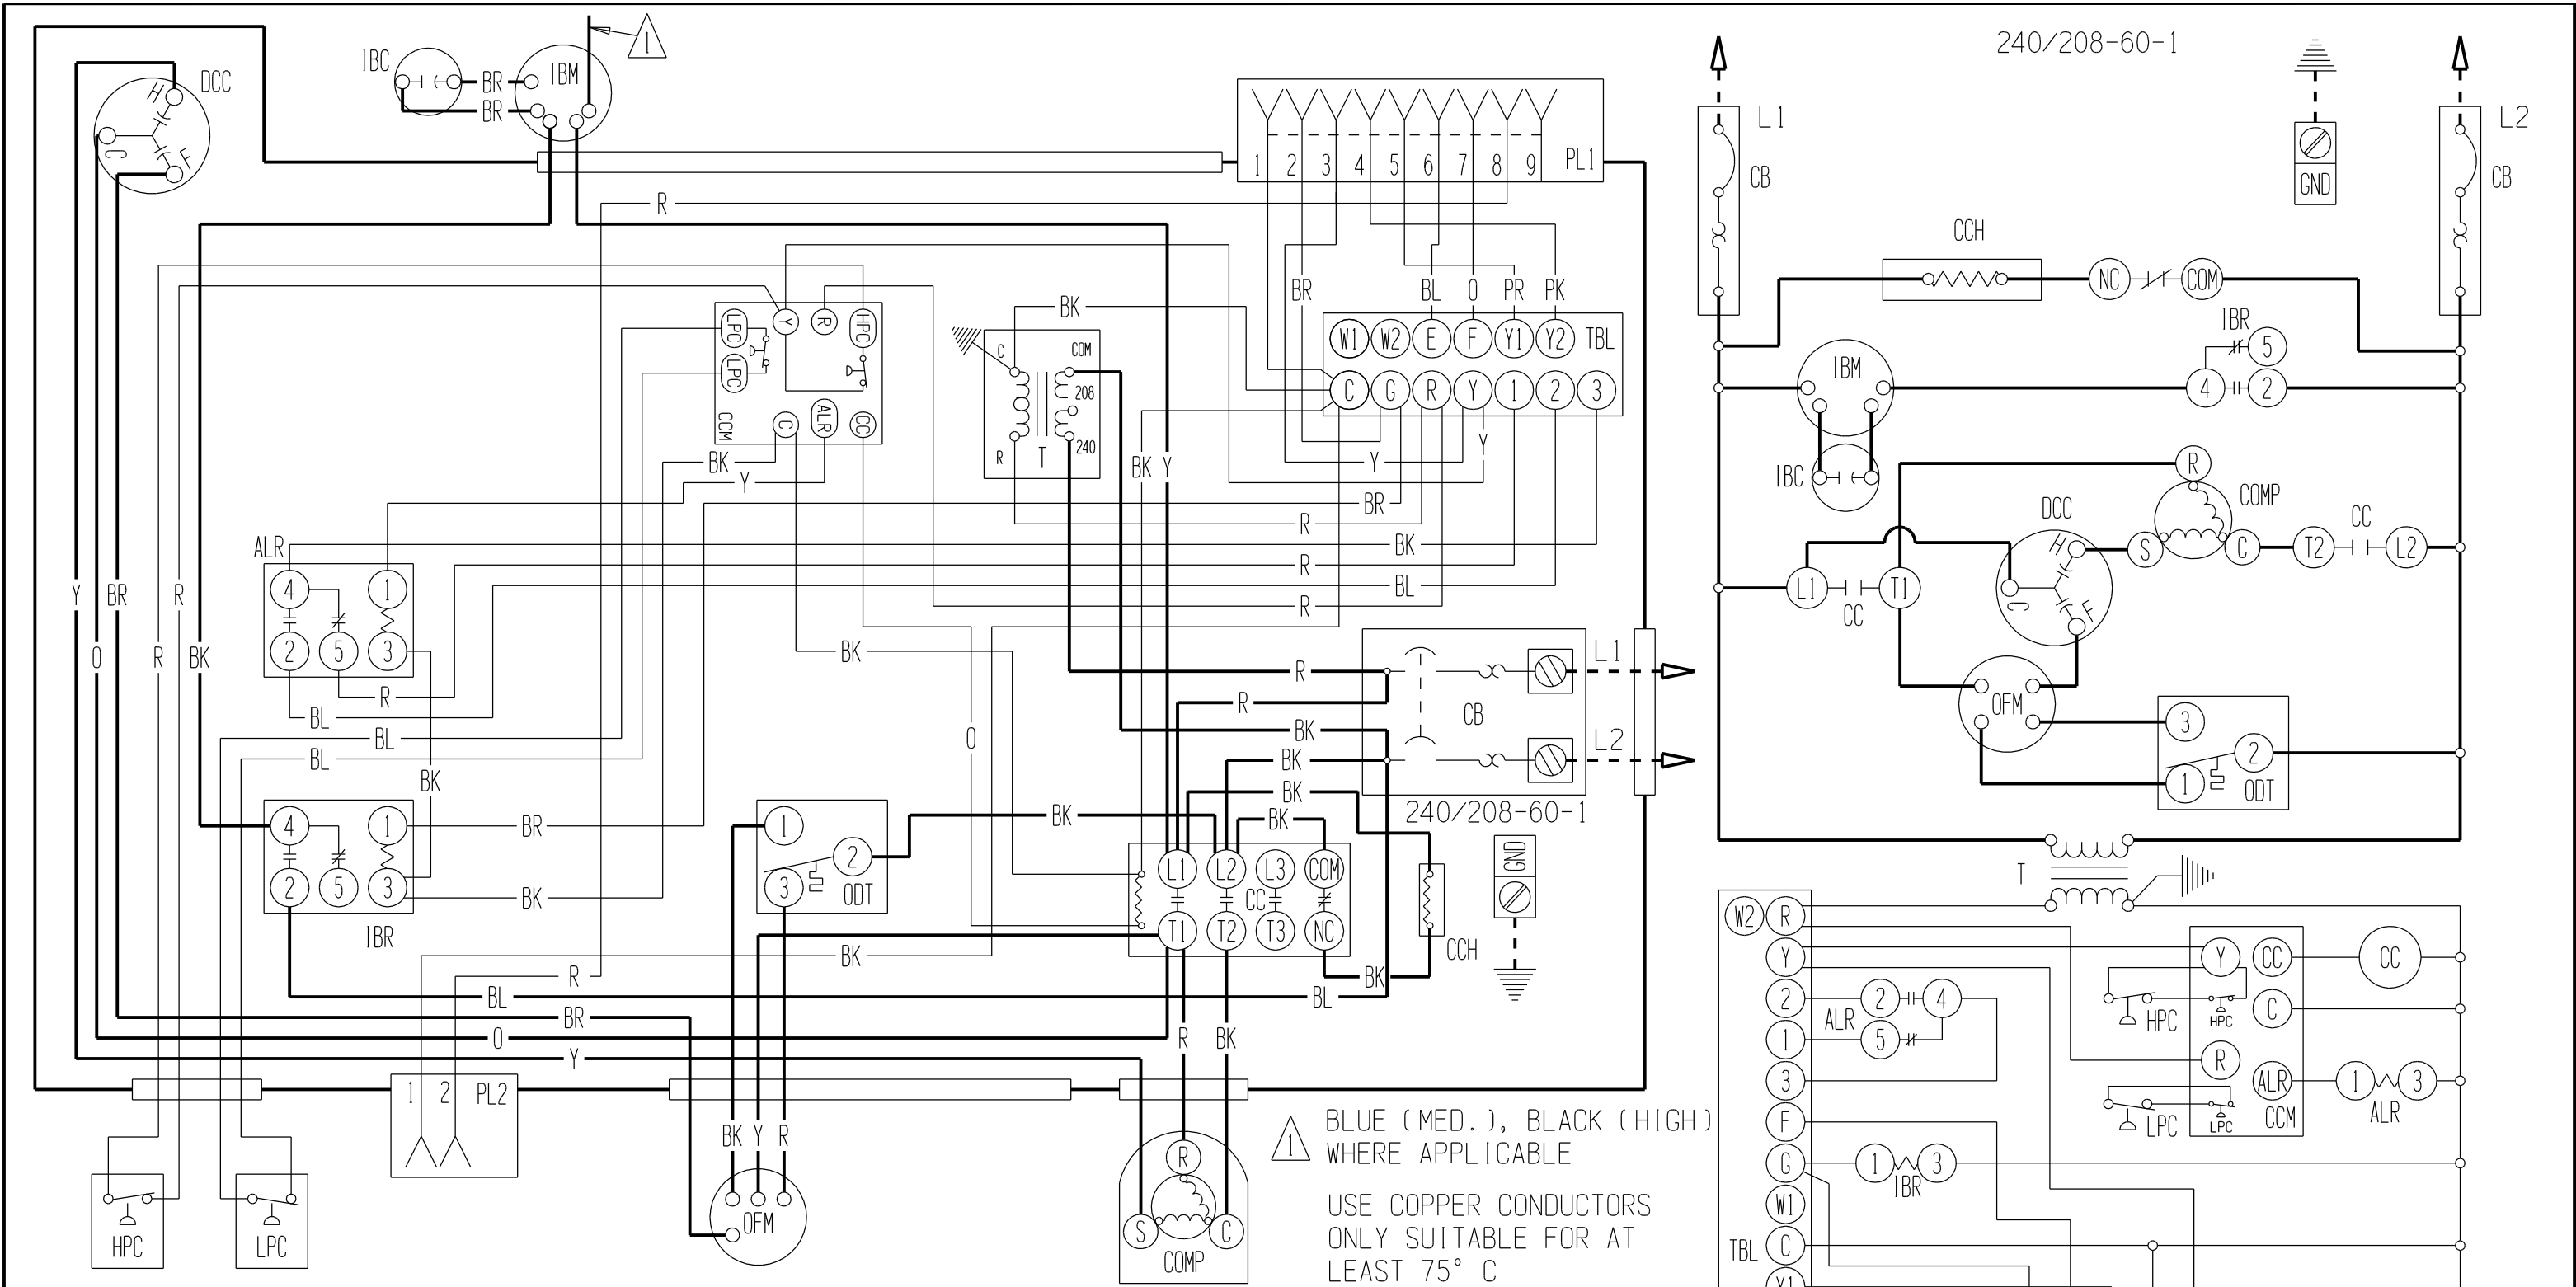 240/208-60-1
IBC
IBM
1
DCC
H
C
F
BR
BR
1 2 3 4 5 6 7 8 9 PL1
L1
CB
GND
L2
CB
R
CCH
NC
COM
BR
BL
O
PR
PK
BK
LPC
Y
R
HPC
LPC
CCM
C
ALR
CC
C
COM
208
240
R
T
W1 W2 E F Y1 Y2 TBL
C G R Y 1 2 3
IBR
5
4
2
IBM
IBC
BK
Y
BK
Y
Y
Y
BR
R
BK
R
BL
R
R
COMP
DCC
H
C
F
S
C
T2
CC
L2
L1
CC
T1
ALR
4
1
2
5
3
Y
BR
R
O
R
BK
BK
R
BL
BL
BL
BK
O
R
L1
R
CB
BK
L2
BK
240/208-60-1
OFM
3
2
1
ODT
4
1
2
5
3
IBR
BR
BK
1
2
3
ODT
BK
BK
BK
L1 L2 L3 COM
CC
T1 T2 T3 NC
GND
CCH
BK
BK
R
BL
BL
BR
O
Y
R
BK
T
W2
R
Y
2
1
3
F
G
W1
C
TBL
Y1
2
4
ALR
5
1
3
IBR
Y
CC
CC
HPC
HPC
C
R
LPC
LPC
ALR
CCM
1
3
ALR
1 2 PL2
BK Y R
HPC
LPC
OFM
R
S
C
COMP
1
BLUE (MED.), BLACK (HIGH)
WHERE APPLICABLE
USE COPPER CONDUCTORS
ONLY SUITABLE FOR AT
LEAST 75° C